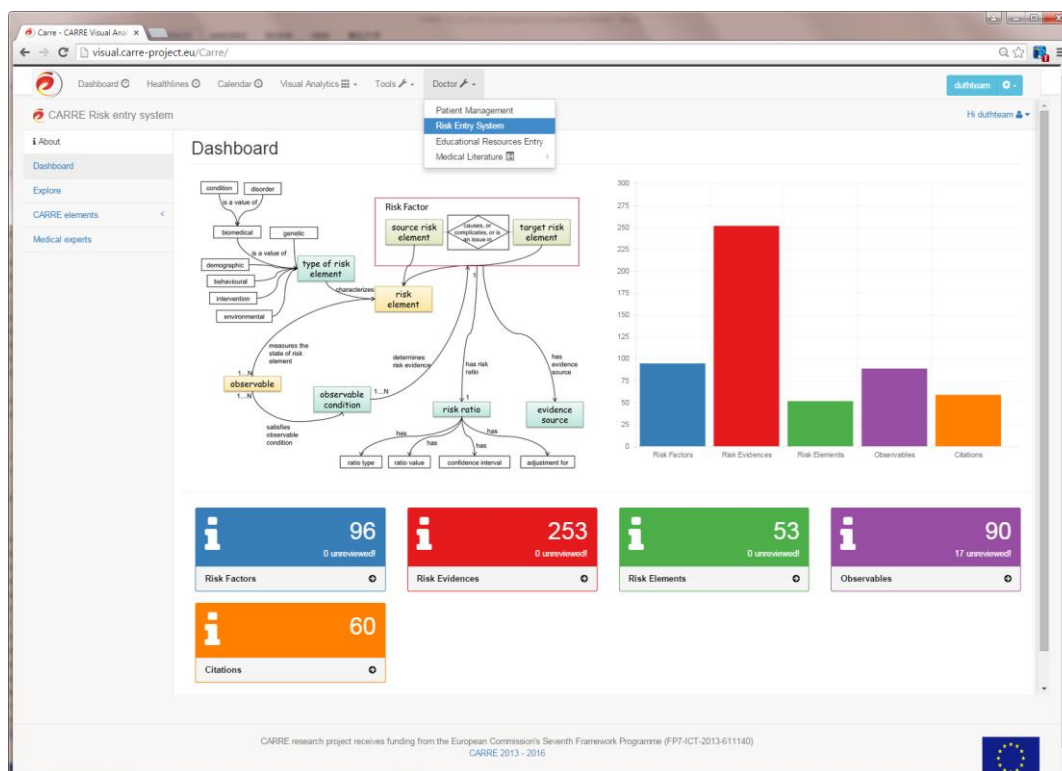 Carre - CARRE Visual Anal
visual.carre-project.eu/Carre/
Dashboard
Healthlines
Calendar
Visual Analytics
Tools
Doctor
duthteam
CARRE Risk entry system
Hi duthteam
Patient Management
Risk Entry System
Educational Resources Entry
Medical Literature
About
Dashboard
Explore
CARRE elements
Medical experts
Dashboard
condition
disorder
is a value of
biomedical
genetic
is a value of
demographic
behavioural
intervention
environmental
type of risk
element
characterizes
Risk Factor
source risk
element
causes, or
complicates, or is
an issue in
target risk
element
risk
element
measures the
state of risk
element
1...N
observable
1...N
satisfies
observable
condition
observable
condition
1...N
determines
risk evidence
1
has risk
ratio
1
risk ratio
has
evidence
source
evidence
source
has
has
has
has
ratio type
ratio value
confidence interval
adjustment for
300
275
250
225
200
175
150
125
100
75
50
25
0
Risk Factors
Risk Evidences
Risk Elements
Observables
Citations
96
0 unreviewed!
Risk Factors
253
0 unreviewed!
Risk Evidences
53
0 unreviewed!
Risk Elements
90
17 unreviewed!
Observables
60
Citations
CARRE research project receives funding from the European Commission's Seventh Framework Programme (FP7-ICT-2013-611140)
CARRE 2013 - 2016